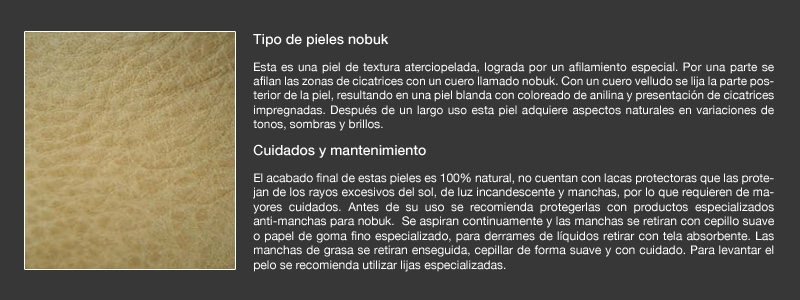 Tipo de pieles nobuk
Esta es una piel de textura aterciopelada, lograda por un afilamiento especial. Por una parte se
afilan las zonas de cicatrices con un cuero llamado nobuk. Con un cuero velludo se lija la parte pos-
terior de la piel, resultando en una piel blanda con coloreado de anilina y presentación de cicatrices
impregnadas. Después de un largo uso esta piel adquiere aspectos naturales en variaciones de
tonos, sombras y brillos.
Cuidados y mantenimiento
El acabado final de estas pieles es 100% natural, no cuentan con lacas protectoras que las prote-
jan de los rayos excesivos del sol, de luz incandescente y manchas, por lo que requieren de ma-
yores cuidados. Antes de su uso se recomienda protegerlas con productos especializados
anti-manchas para nobuk. Se aspiran continuamente y las manchas se retiran con cepillo suave
o papel de goma fino especializado, para derrames de líquidos retirar con tela absorbente. Las
manchas de grasa se retiran enseguida, cepillar de forma suave y con cuidado. Para levantar el
pelo se recomienda utilizar lijas especializadas.